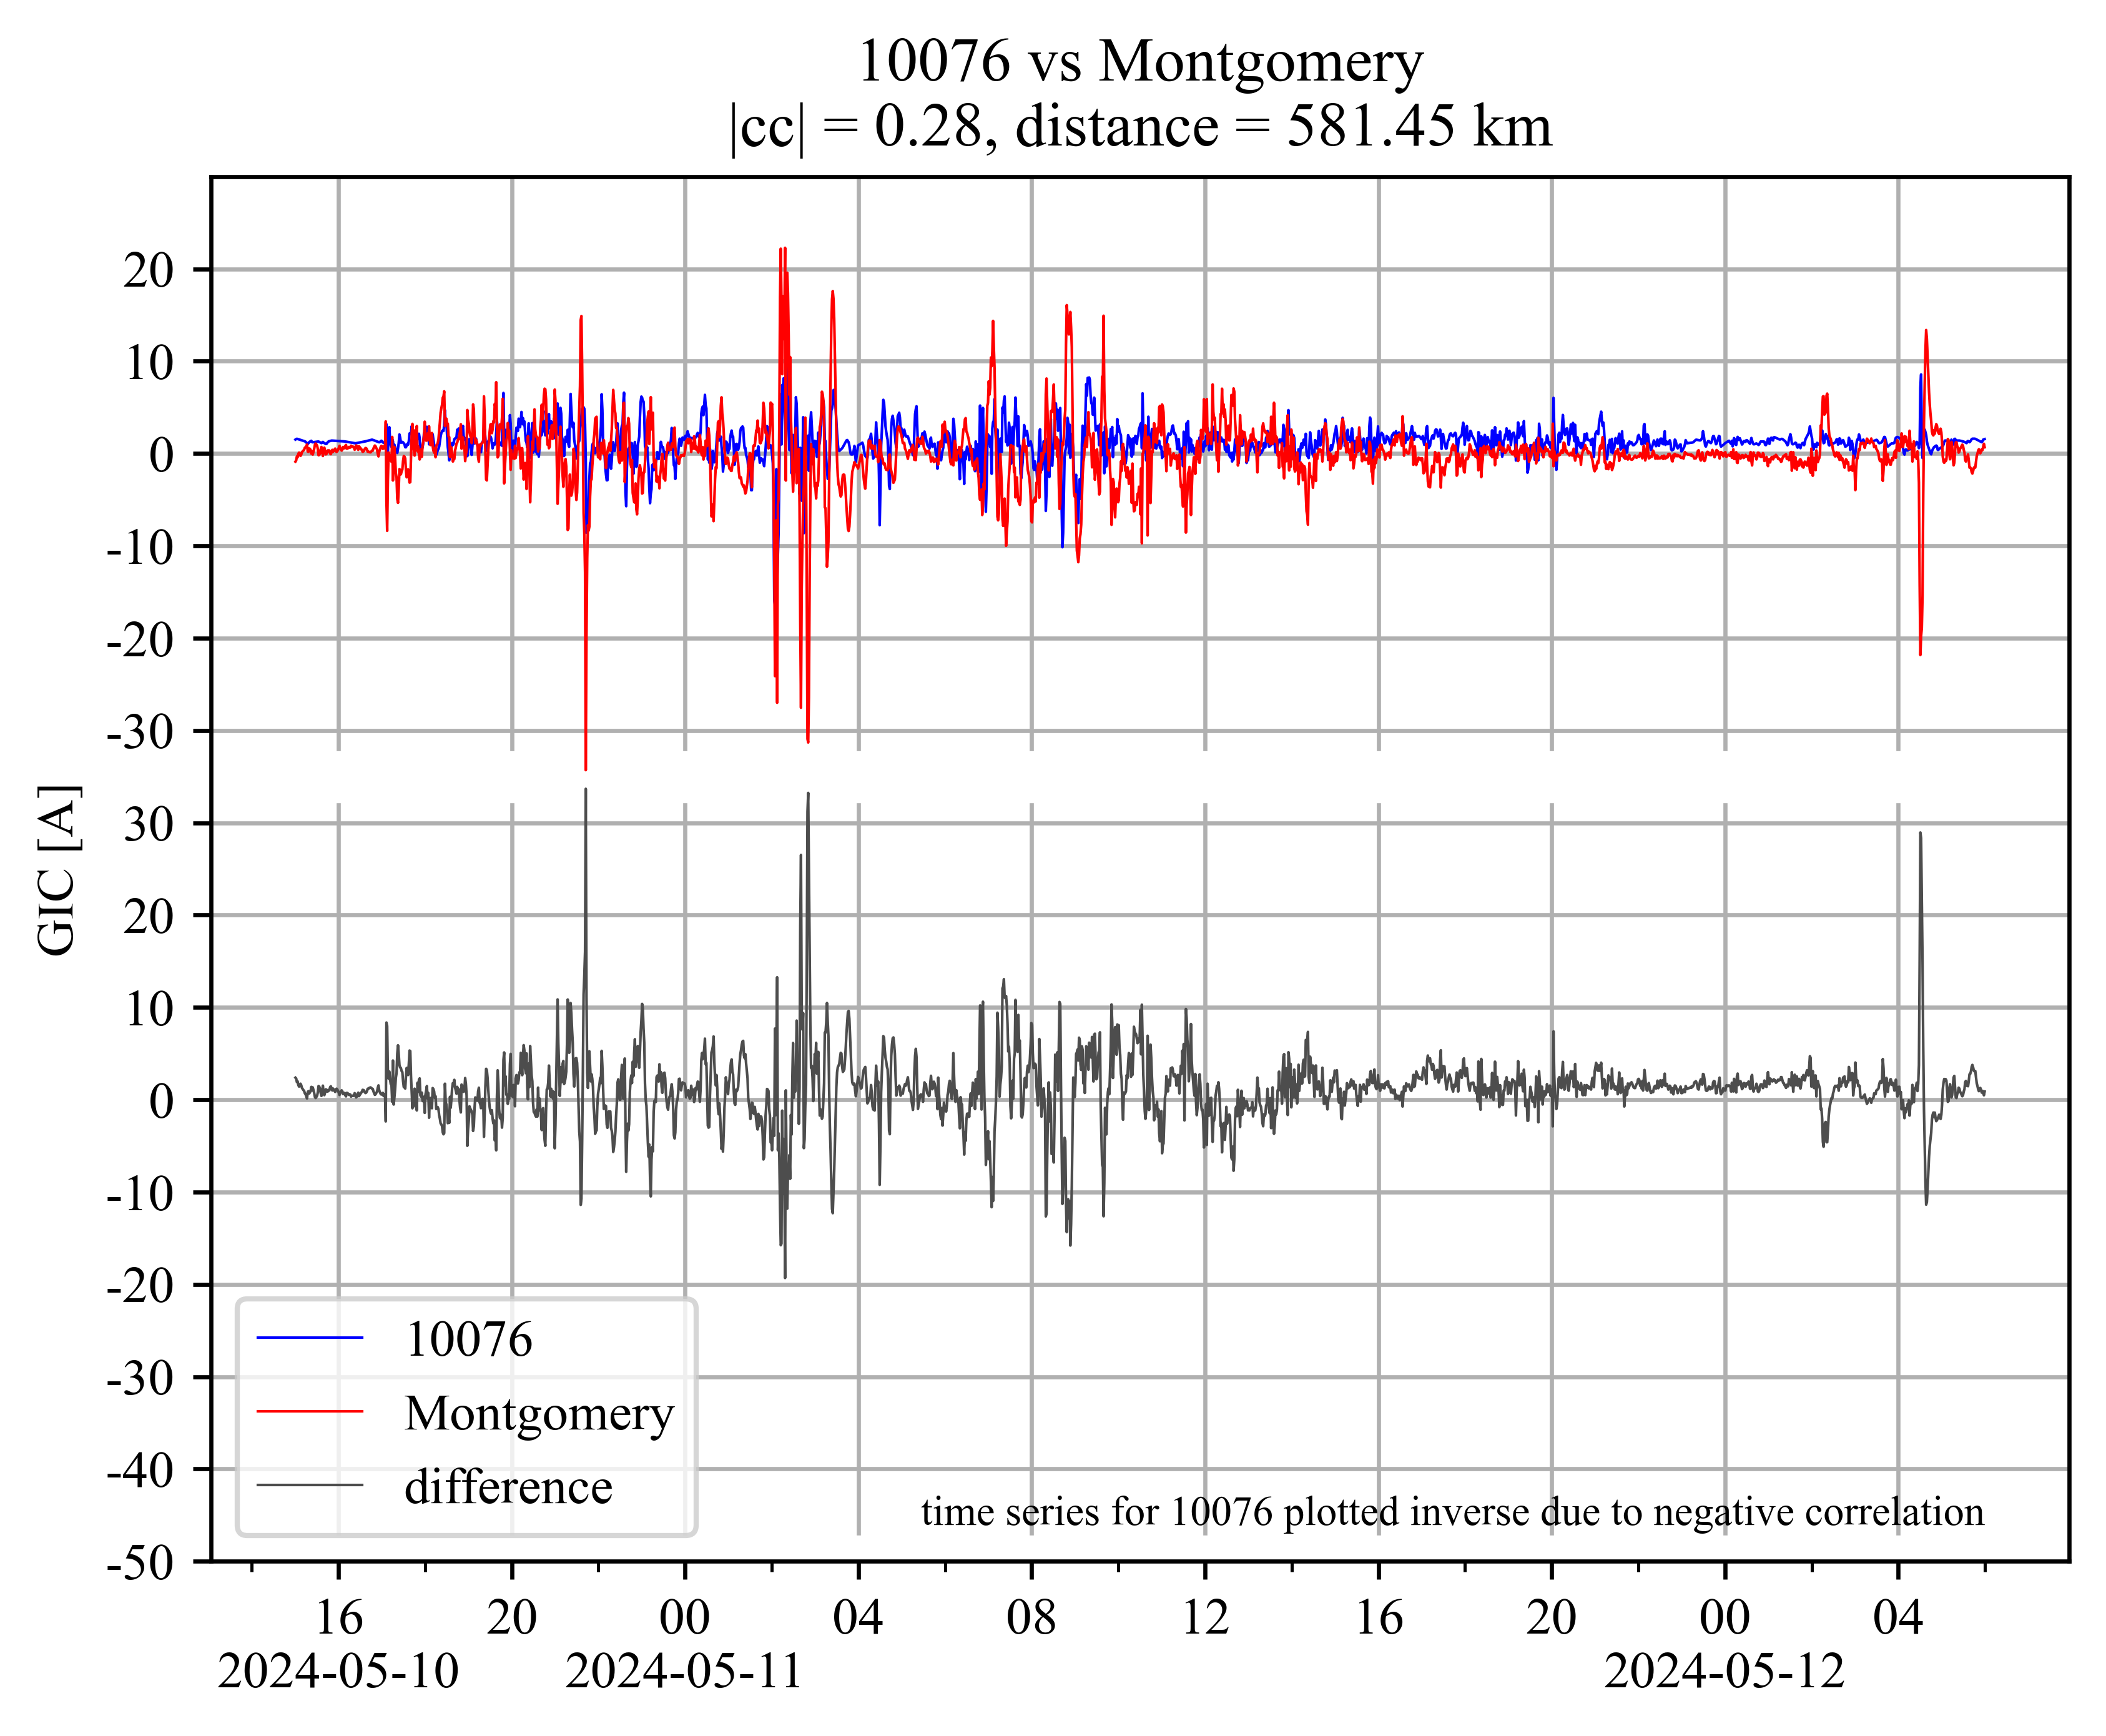 10076 vs Montgomery
|cc| = 0.28, distance = 581.45 km
GIC [A]
20
10
0
-10
-20
-30
30
20
10
0
-10
-20
-30
-40
-50
10076
Montgomery
difference
time series for 10076 plotted inverse due to negative correlation
16 20 00 04 08 12 16 20 00 04
2024-05-10 2024-05-11 2024-05-12